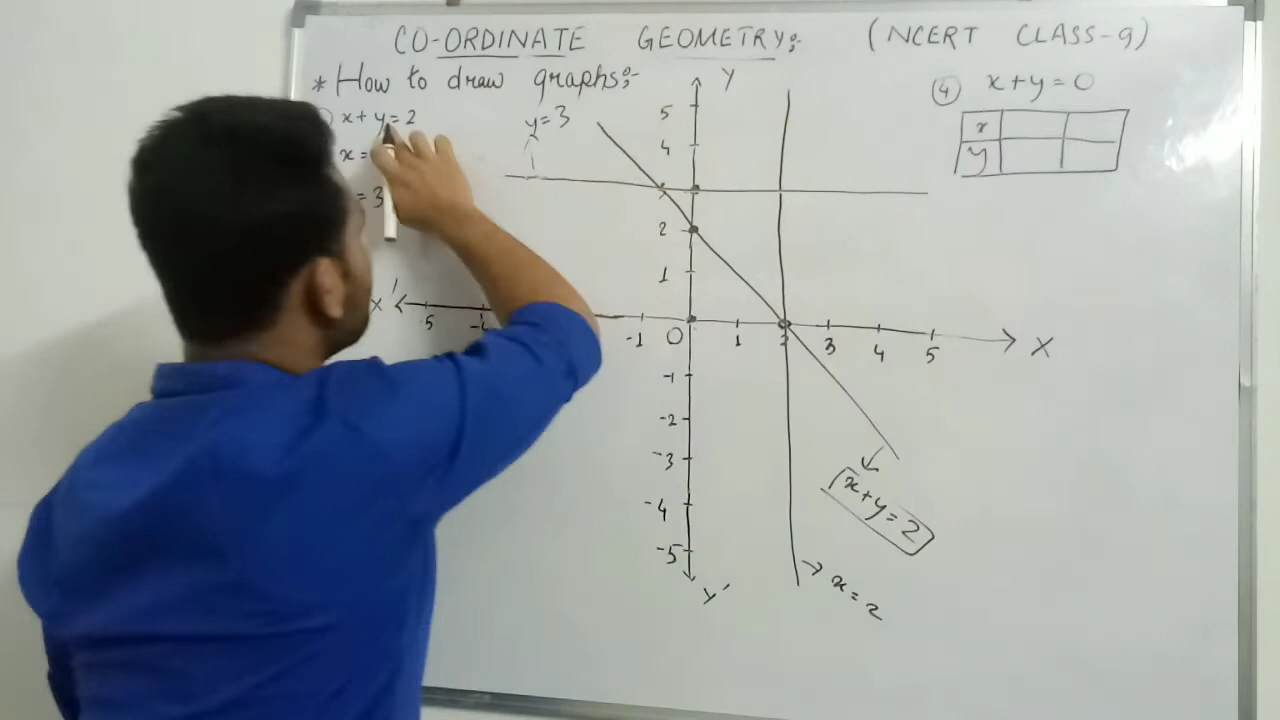 CO-ORDINATE GEOMETRY:- (NCERT CLASS-9)
* How to draw graphs:-
x+y=2
x=
=3
y=3
④ x+y=0
x
y
Y
5
4
2
1
X'
5
-1
O
1
2
3
4
5
X
-1
-2
-3
-4
-5
Y'
x+y=2
x=2